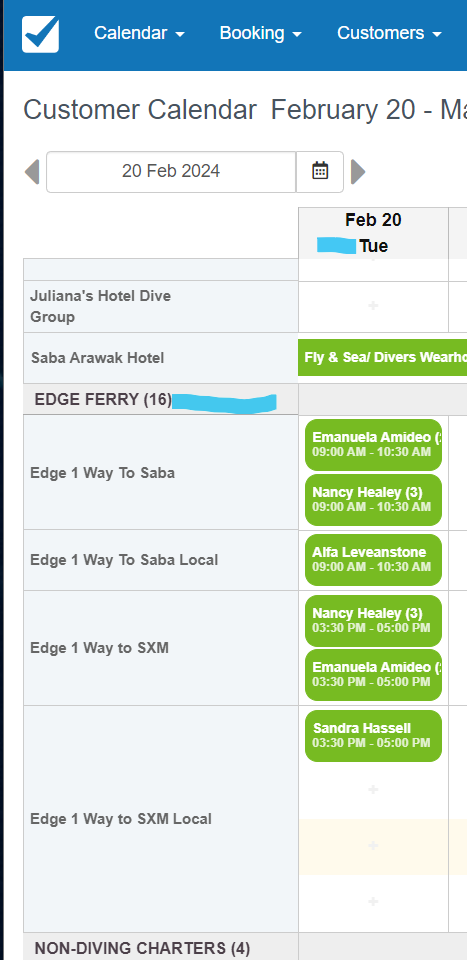 Calendar Booking Customers
Customer Calendar February 20 -
20 Feb 2024
Feb 20
Tue
Juliana's Hotel Dive
Group
Saba Arawak Hotel
Fly & Sea/ Divers
EDGE FERRY (16)
Edge 1 Way To Saba
Emanuela Amideo (
09:00 AM - 10:30 AM
Nancy Healey (3)
09:00 AM - 10:30 AM
Edge 1 Way To Saba Local
Alfa Leveanstone
09:00 AM - 10:30 AM
Edge 1 Way to SXM
Nancy Healey (3)
03:30 PM - 05:00 PM
Emanuela Amideo (
03:30 PM - 05:00 PM
Edge 1 Way to SXM Local
Sandra Hassell
03:30 PM - 05:00 PM
NON-DIVING CHARTERS (4)